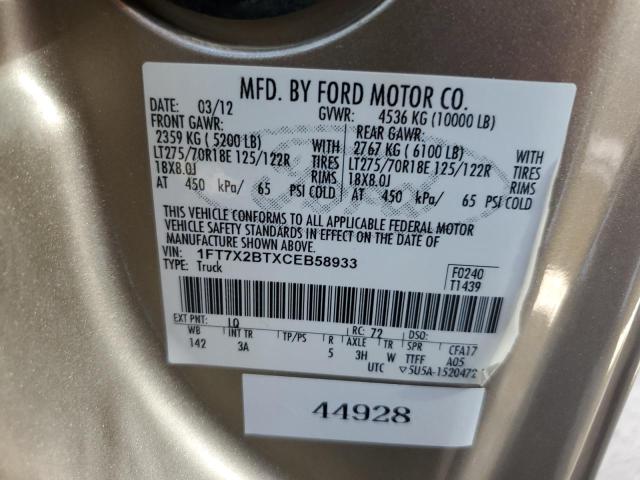 MFD. BY FORD MOTOR CO.
DATE: 03/12 GVWR: 4536 KG (10000 LB)
FRONT GAWR: REAR GAWR:
2359 KG ( 5200 LB) WITH 2767 KG ( 6100 LB) WITH
LT275/70R18E 125/122R TIRES LT275/70R18E 125/122R TIRES
18X8.0J RIMS 18X8.0J RIMS
AT 450 kPa/ 65 PSI COLD AT 450 kPa/ 65 PSI COLD
THIS VEHICLE CONFORMS TO ALL APPLICABLE FEDERAL MOTOR
VEHICLE SAFETY STANDARDS IN EFFECT ON THE DATE OF
MANUFACTURE SHOWN ABOVE.
VIN: 1FT7X2BTXCEB58933
TYPE: Truck
F0240
T1439
EXT PNT: LQ RC: 72 DSO:
WB INT TR TP/PS R AXLE TR SPR CFA17
142 3A 5 3H W TTFF A05
UTC 5U5A-1520472
44928